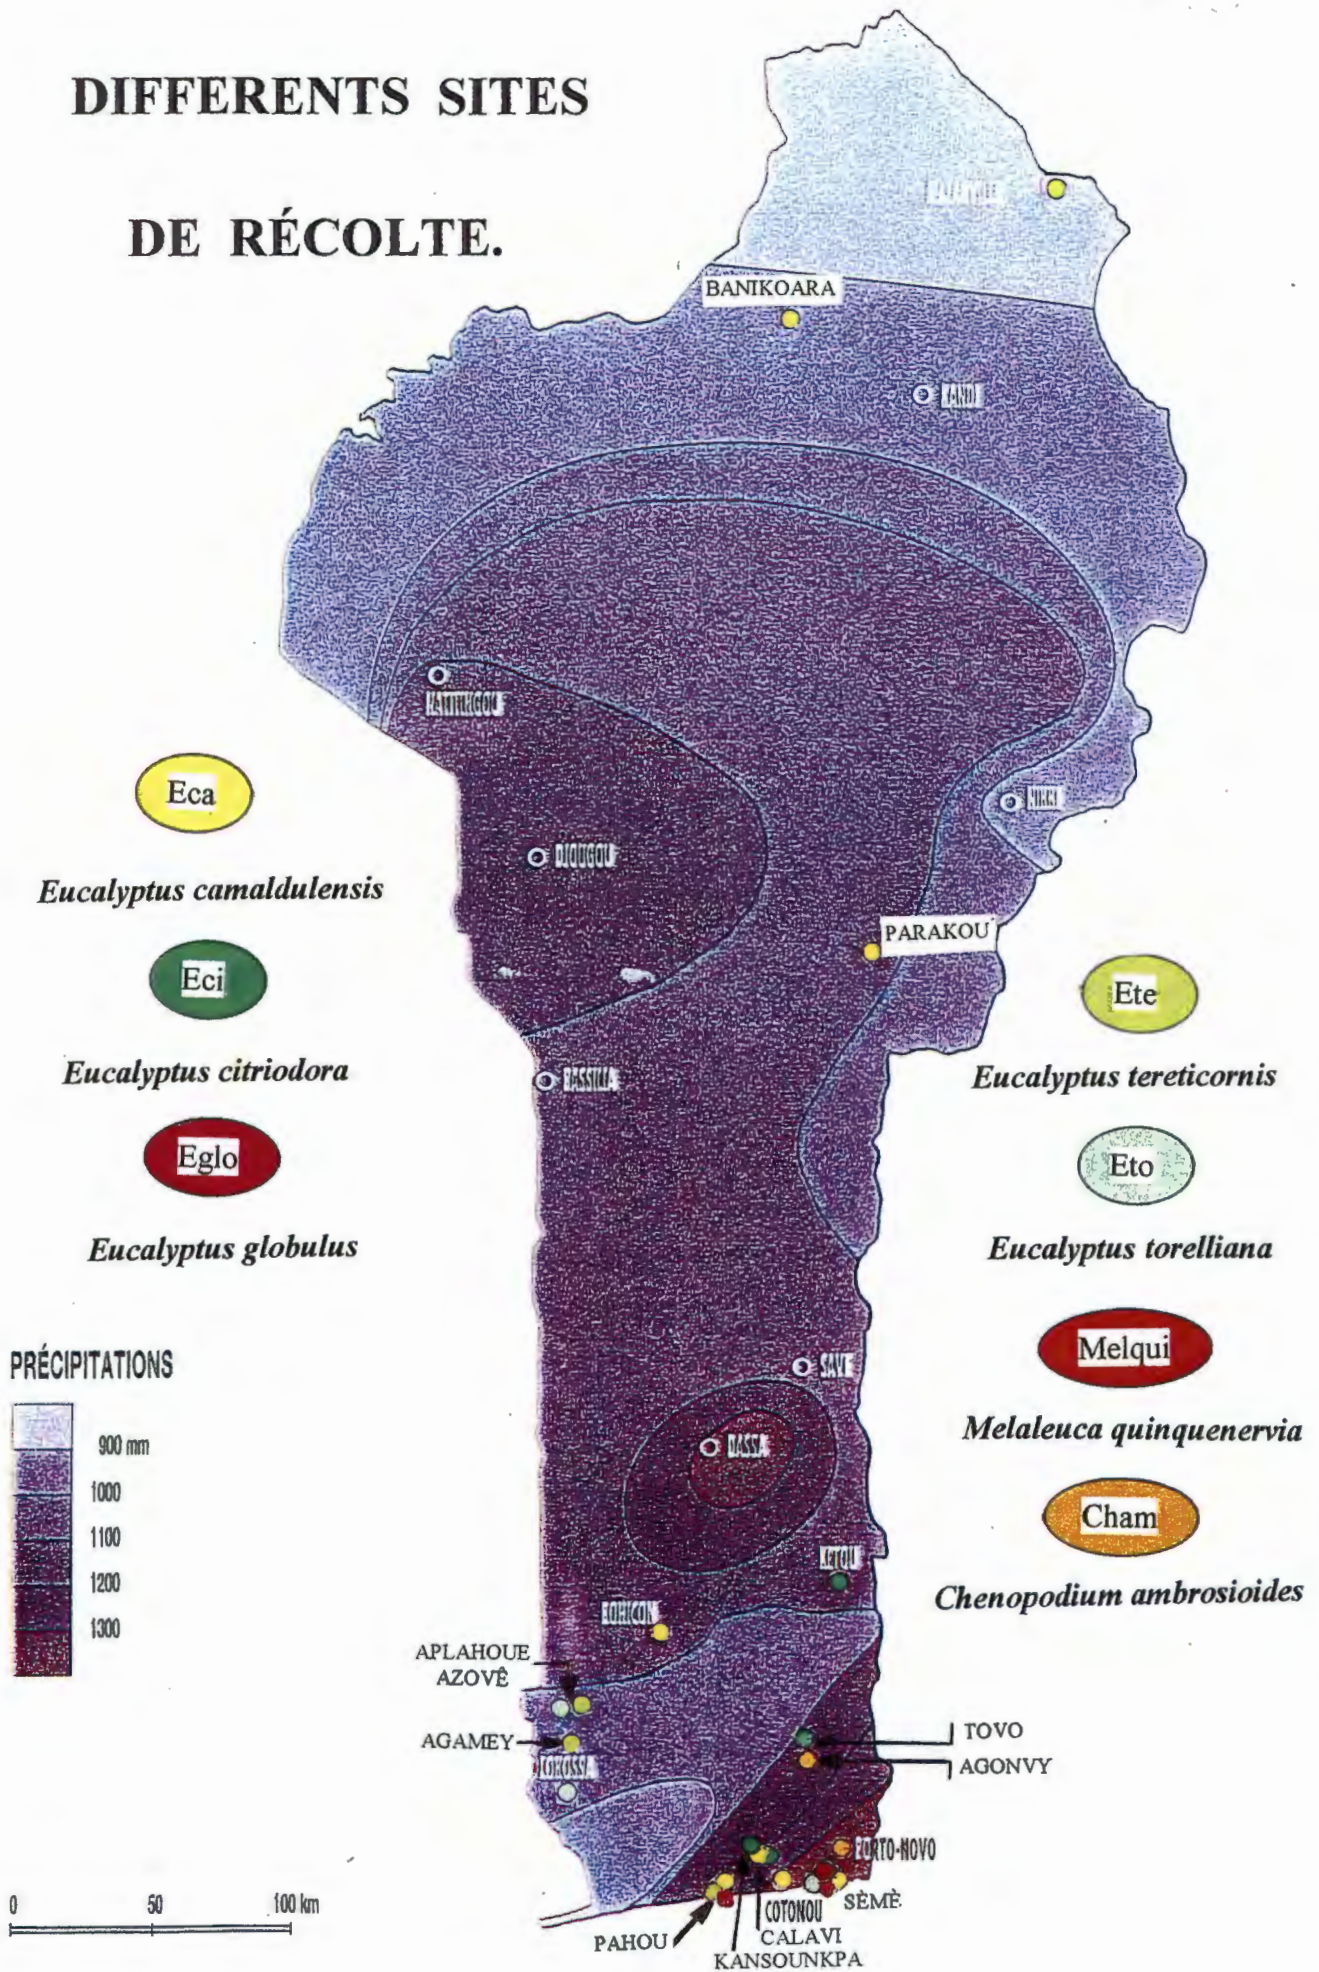 DIFFERENTS SITES
DE RÉCOLTE.
BANIKOARA
KANDI
Eca
Eucalyptus camaldulensis
Eci
Eucalyptus citriodora
Eglo
Eucalyptus globulus
NIKKI
DJOUGOU
PARAKOU
BASSILA
Ete
Eucalyptus tereticornis
Eto
Eucalyptus torelliana
Melqui
Melaleuca quinquenervia
Cham
Chenopodium ambrosioides
PRÉCIPITATIONS
900 mm
1000
1100
1200
1300
SAVE
DASSA
KETOU
BOHICON
APLAHOUE
AZOVÊ
AGAMEY
LOKOSSA
TOVO
AGONVY
PORTO-NOVO
SÈMÈ
COTONOU
CALAVI
KANSOUNKPA
PAHOU
0 50 100 km